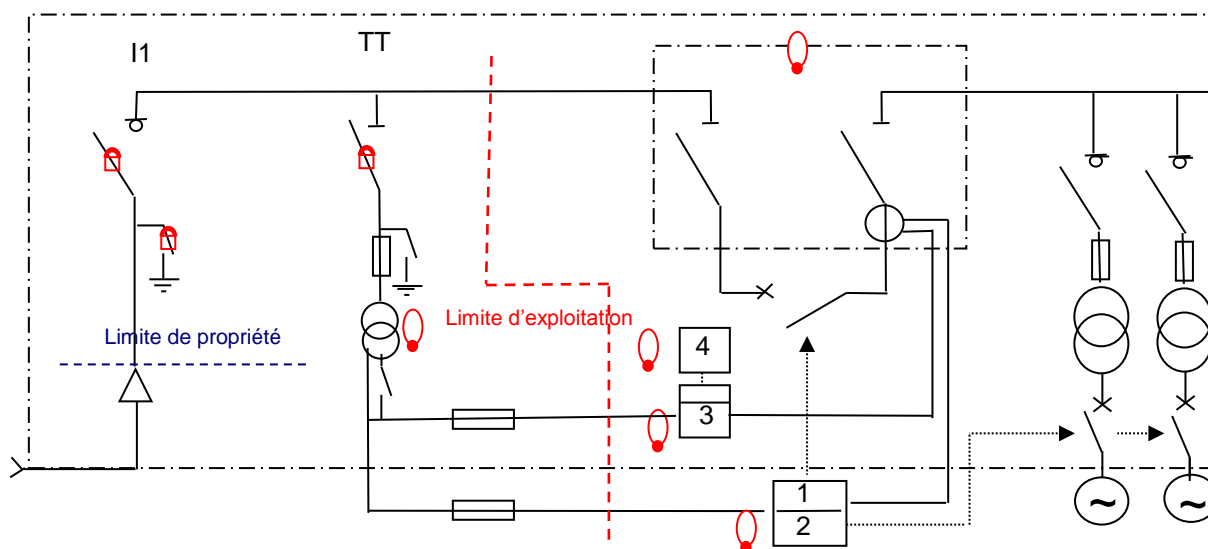 I1
TT
Limite de propriété
Limite d'exploitation
4
3
1
2
~
~